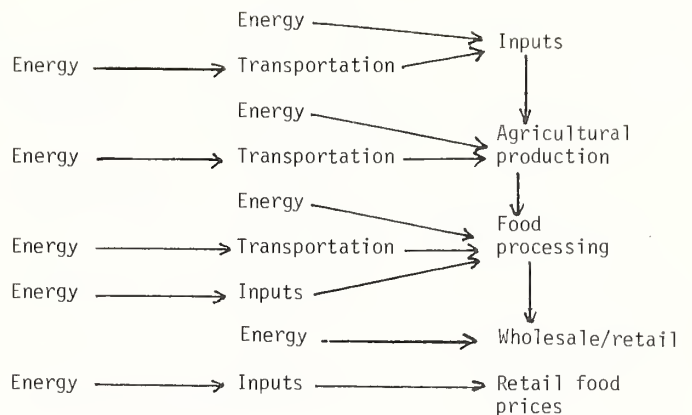 Energy
Inputs
Energy Transportation
Energy
Agricultural
production
Energy Transportation
Energy
Food
processing
Energy Transportation
Energy Inputs
Energy Wholesale/retail
Energy Inputs Retail food
prices